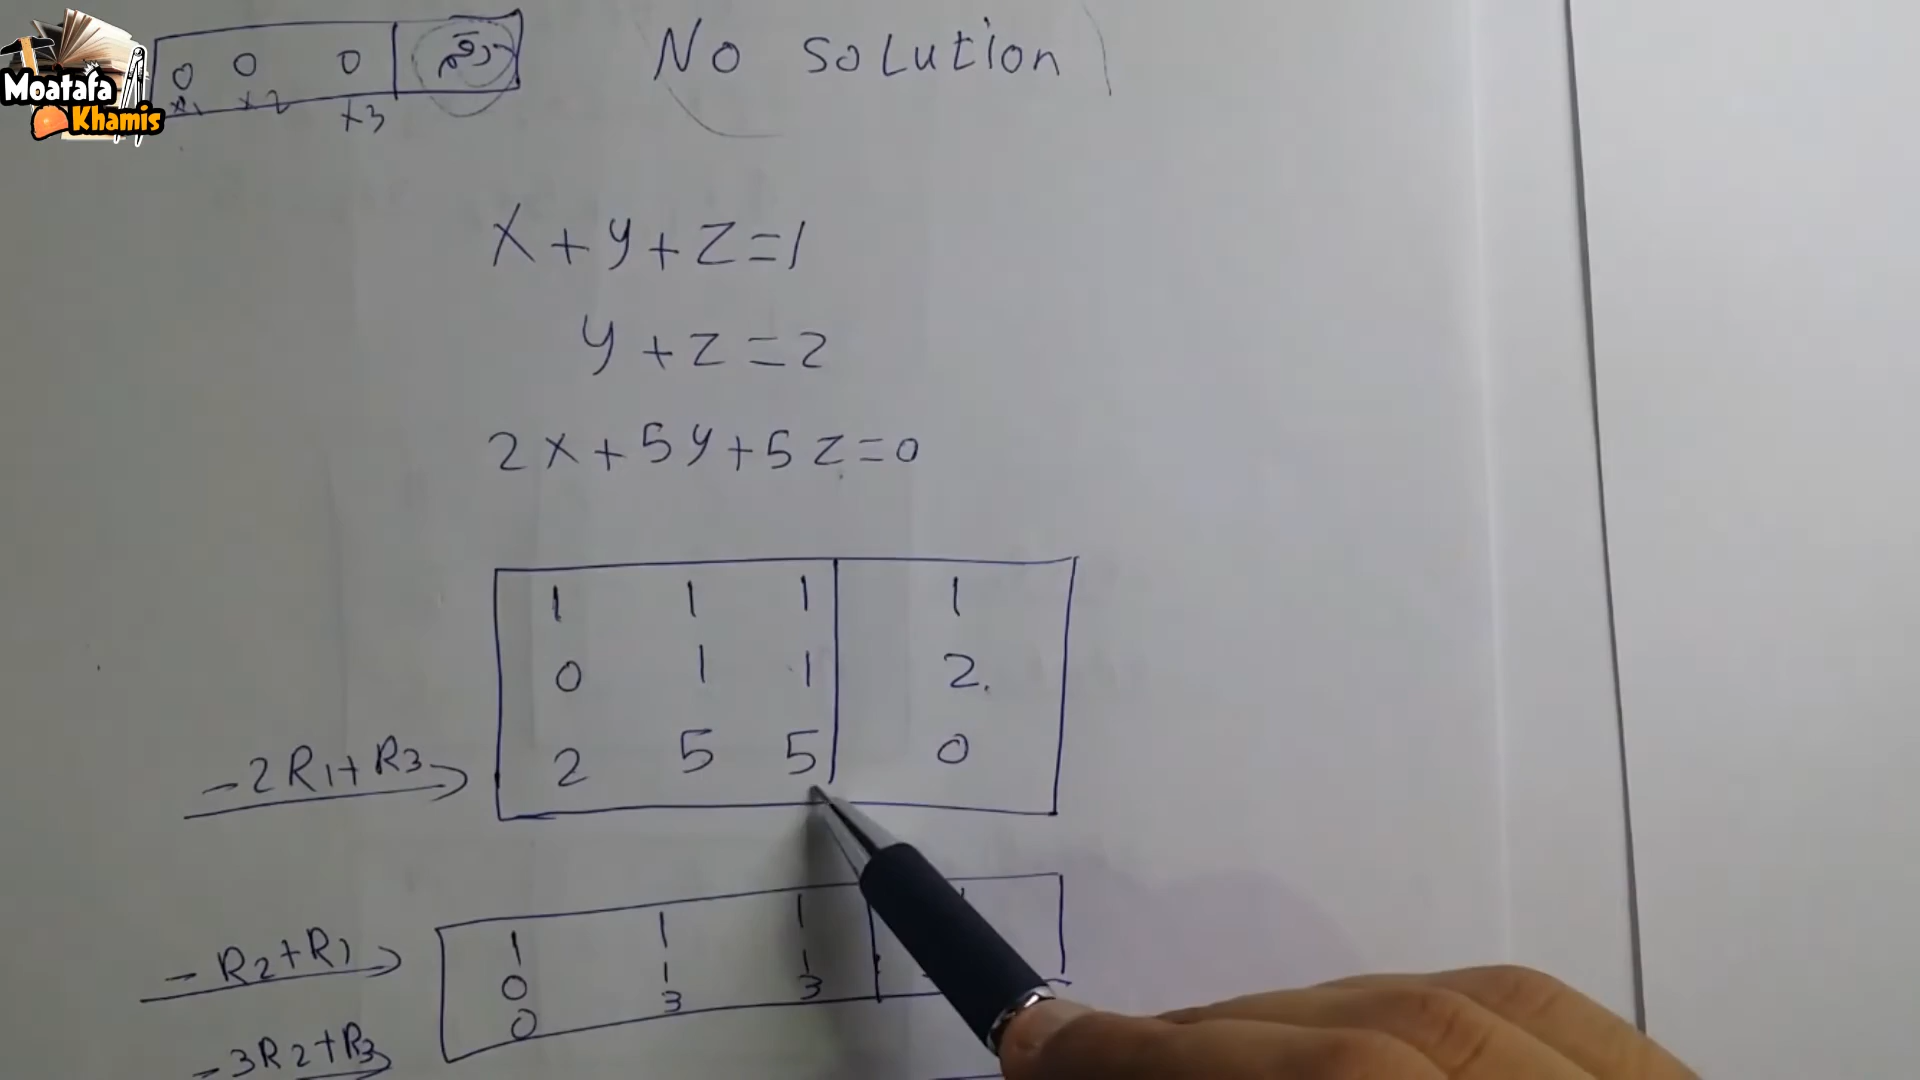 Moatafa
Khamis
0 0 0 رقم
x1 x2 x3
No solution
x+y+z=1
y+z=2
2x+5y+5z=0
1 1 1 1
0 1 1 2
-2R1+R3 2 5 5 0
1 1 1
-R2+R1 0 1 1
0 3 3
-3R2+R3